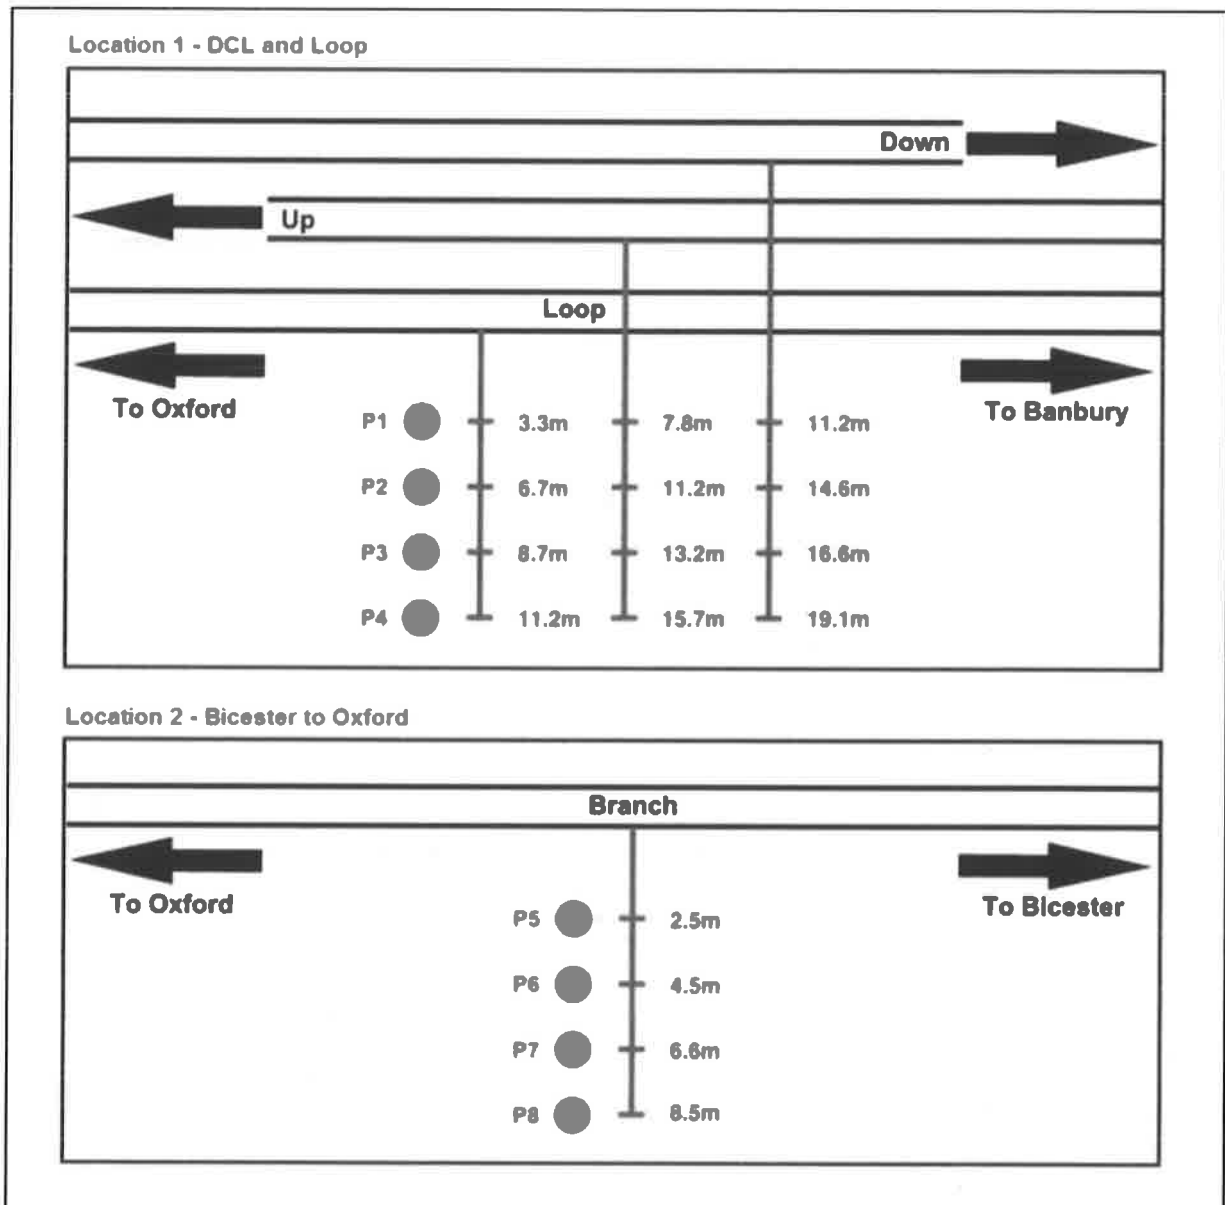 Location 1 - DCL and Loop
Down
Up
Loop
To Oxford
To Banbury
P1 3.3m 7.8m 11.2m
P2 6.7m 11.2m 14.6m
P3 8.7m 13.2m 16.6m
P4 11.2m 15.7m 19.1m
Location 2 - Bicester to Oxford
Branch
To Oxford
To Bicester
P5 2.5m
P6 4.5m
P7 6.6m
P8 8.5m